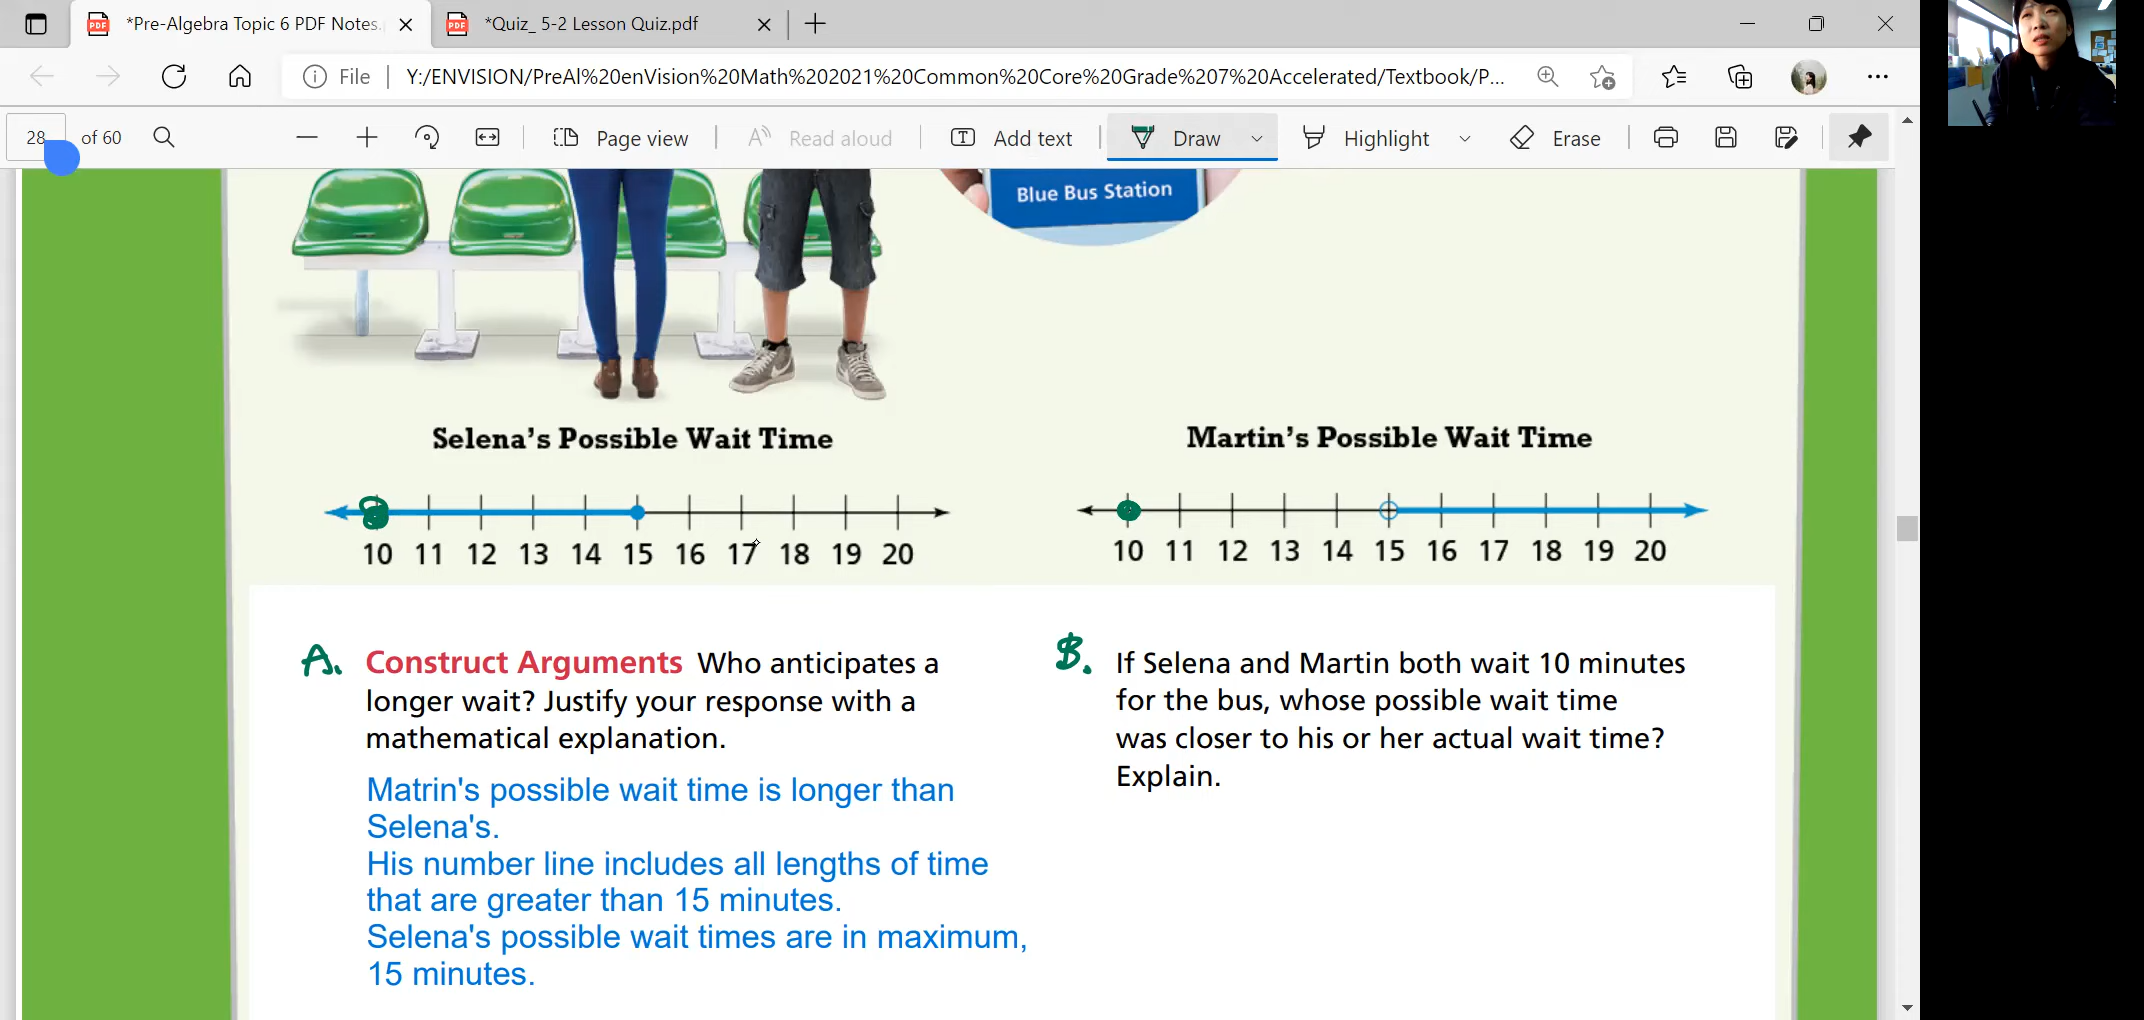 *Pre-Algebra Topic 6 PDF Notes.
*Quiz_ 5-2 Lesson Quiz.pdf
File
Y:/ENVISION/PreAl%20enVision%20Math%202021%20Common%20Core%20Grade%207%20Accelerated/Textbook/P...
28 of 60
Page view
Read aloud
Add text
Draw
Highlight
Erase
Blue Bus Station
Selena's Possible Wait Time
10 11 12 13 14 15 16 17 18 19 20
Martin's Possible Wait Time
10 11 12 13 14 15 16 17 18 19 20
A. Construct Arguments Who anticipates a
longer wait? Justify your response with a
mathematical explanation.
Matrin's possible wait time is longer than
Selena's.
His number line includes all lengths of time
that are greater than 15 minutes.
Selena's possible wait times are in maximum,
15 minutes.
B. If Selena and Martin both wait 10 minutes
for the bus, whose possible wait time
was closer to his or her actual wait time?
Explain.